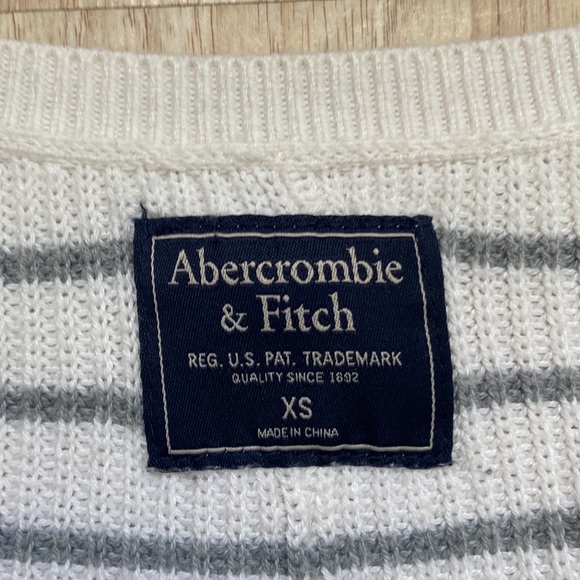 Abercrombie
& Fitch
REG. U.S. PAT. TRADEMARK
QUALITY SINCE 1892
XS
MADE IN CHINA